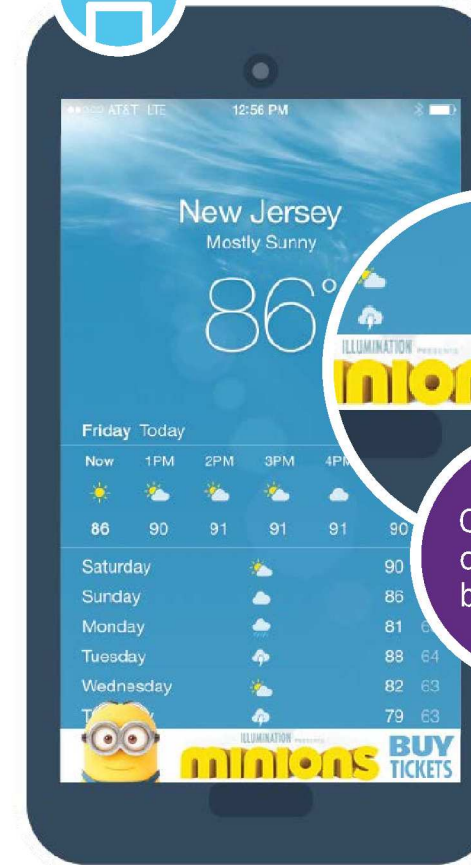 AT&T LTE 12:56 PM
New Jersey
Mostly Sunny
86°
Friday Today
Now 1PM 2PM 3PM 4PM
86 90 91 91 91 90
Saturday 90
Sunday 86
Monday 81
Tuesday 88 64
Wednesday 82 63
79 63
ILLUMINATION PRESENTS
minions
BUY
TICKETS
ILLUMINATION PRESENTS